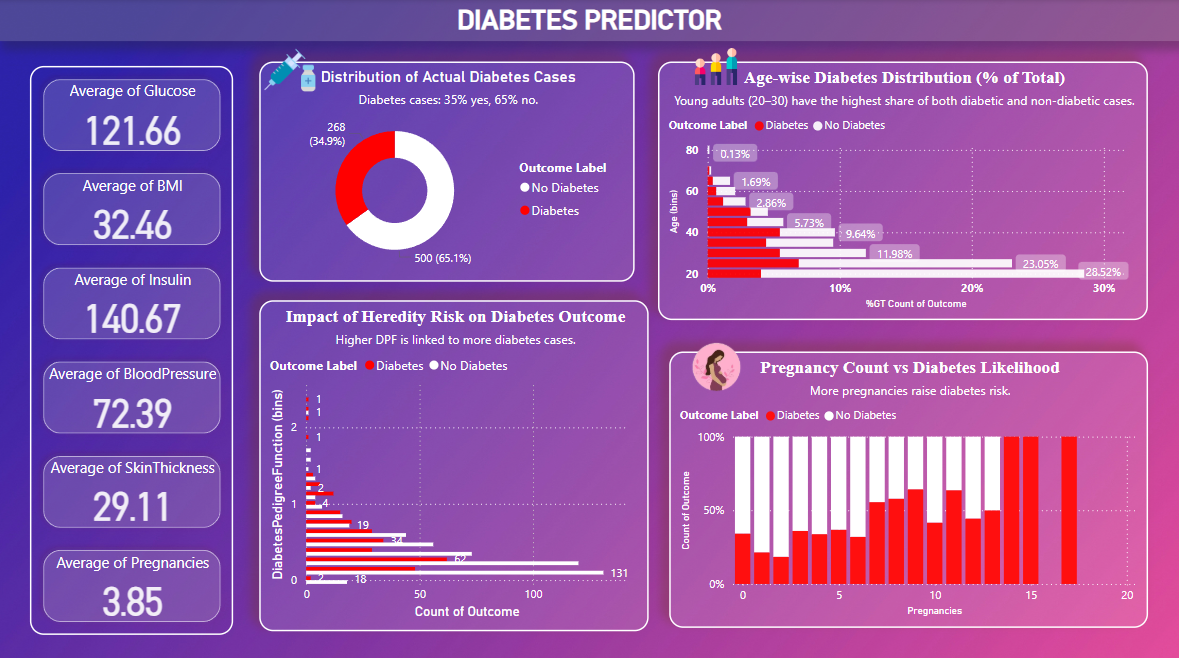 DIABETES PREDICTOR
Average of Glucose
121.66
Average of BMI
32.46
Average of Insulin
140.67
Average of BloodPressure
72.39
Average of SkinThickness
29.11
Average of Pregnancies
3.85
Distribution of Actual Diabetes Cases
Diabetes cases: 35% yes, 65% no.
268
(34.9%)
500 (65.1%)
Outcome Label
No Diabetes
Diabetes
Age-wise Diabetes Distribution (% of Total)
Young adults (20–30) have the highest share of both diabetic and non-diabetic cases.
Outcome Label Diabetes No Diabetes
Age (bins)
80
60
40
20
0.13%
1.69%
2.86%
5.73%
9.64%
11.98%
23.05%
28.52%
0% 10% 20% 30%
%GT Count of Outcome
Impact of Heredity Risk on Diabetes Outcome
Higher DPF is linked to more diabetes cases.
Outcome Label Diabetes No Diabetes
DiabetesPedigreeFunction (bins)
2
1
0
1
1
1
1
2
4
19
34
62
131
2 18
0 50 100
Count of Outcome
Pregnancy Count vs Diabetes Likelihood
More pregnancies raise diabetes risk.
Outcome Label Diabetes No Diabetes
Count of Outcome
100%
50%
0%
0 5 10 15 20
Pregnancies